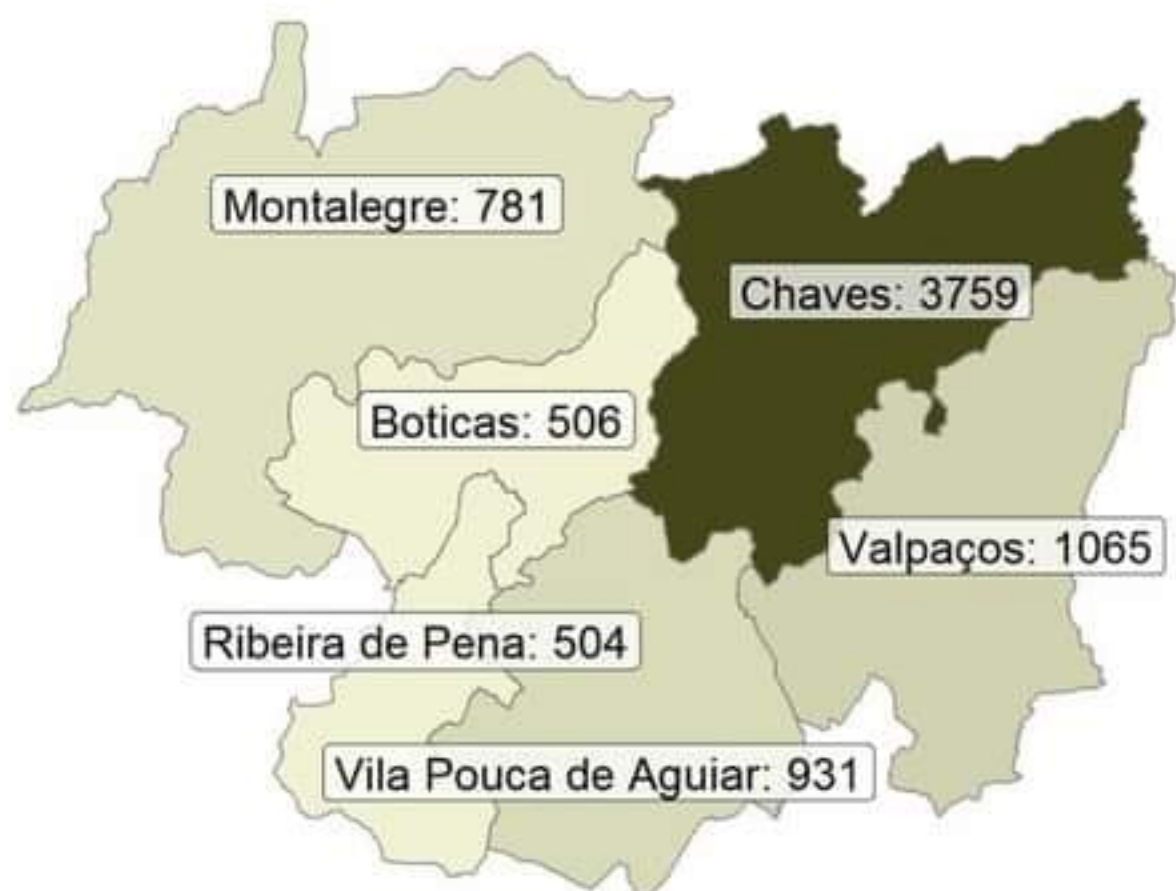 Montalegre: 781
Chaves: 3759
Boticas: 506
Valpaços: 1065
Ribeira de Pena: 504
Vila Pouca de Aguiar: 931